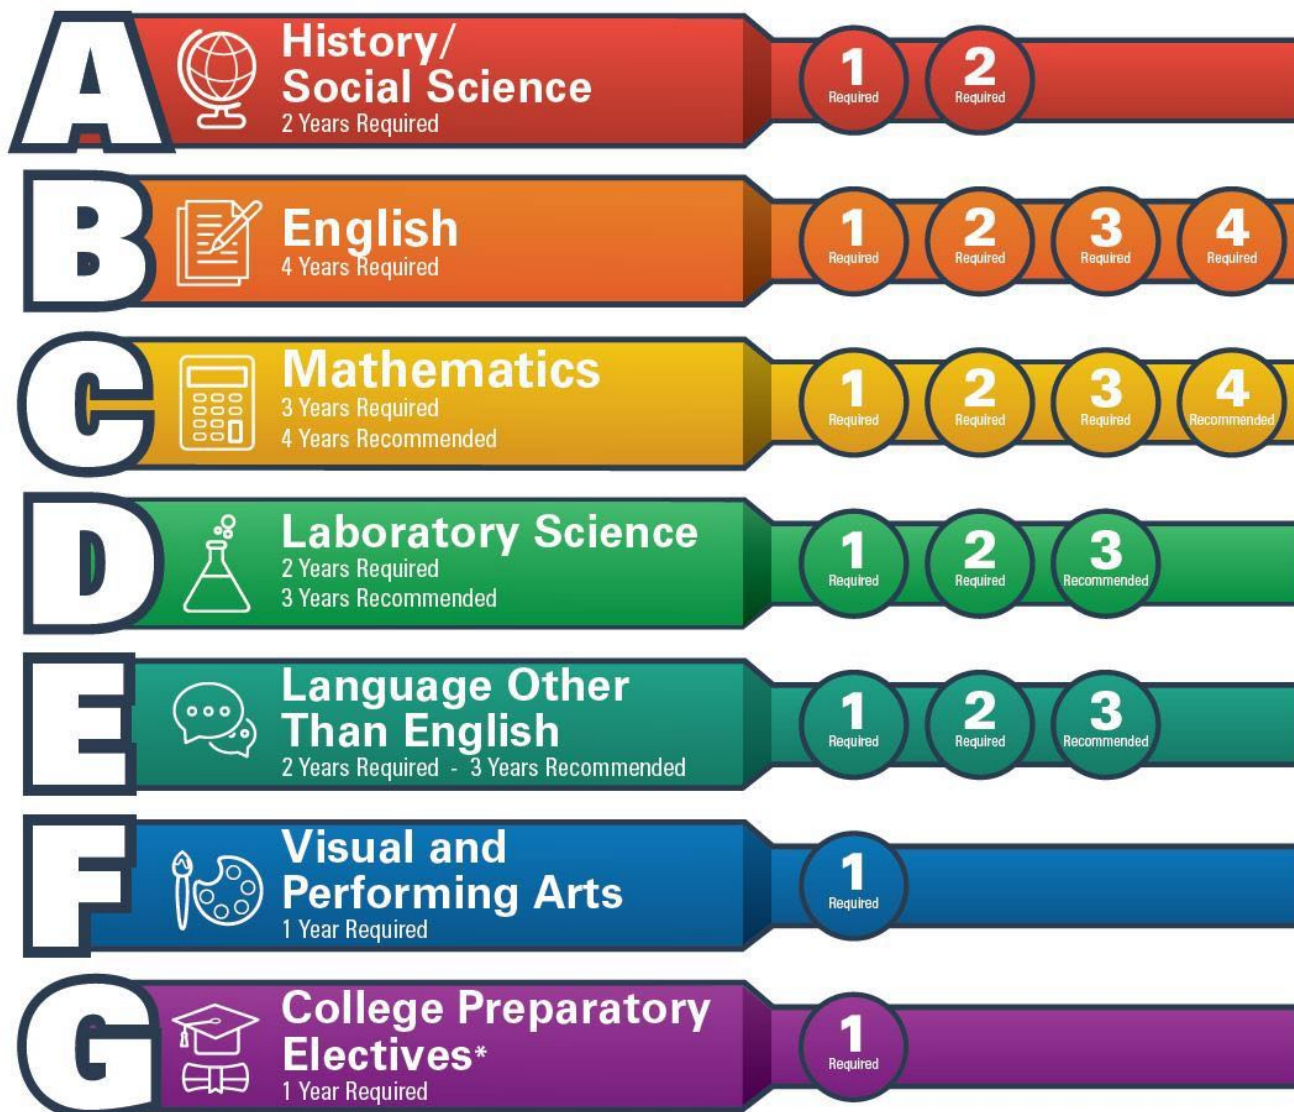 A
History/
Social Science
2 Years Required
1
Required
2
Required
B
English
4 Years Required
1
Required
2
Required
3
Required
4
Required
C
Mathematics
3 Years Required
4 Years Recommended
1
Required
2
Required
3
Required
4
Recommended
D
Laboratory Science
2 Years Required
3 Years Recommended
1
Required
2
Required
3
Recommended
E
Language Other
Than English
2 Years Required - 3 Years Recommended
1
Required
2
Required
3
Recommended
F
Visual and
Performing Arts
1 Year Required
1
Required
G
College Preparatory
Electives*
1 Year Required
1
Required